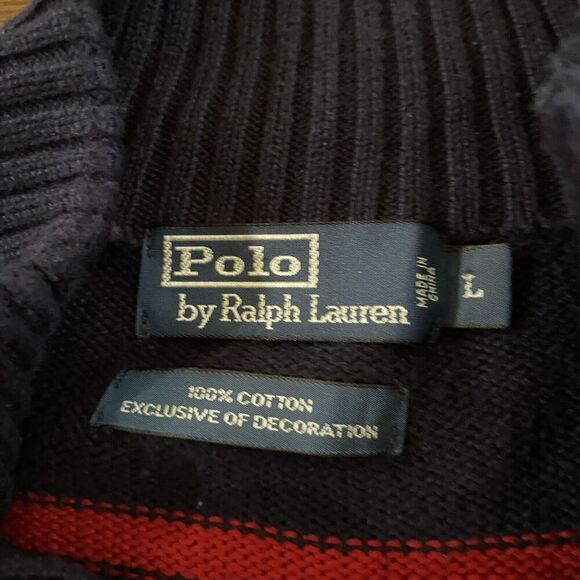 Polo
by Ralph Lauren
MADE IN
CHINA
L
100% COTTON
EXCLUSIVE OF DECORATION